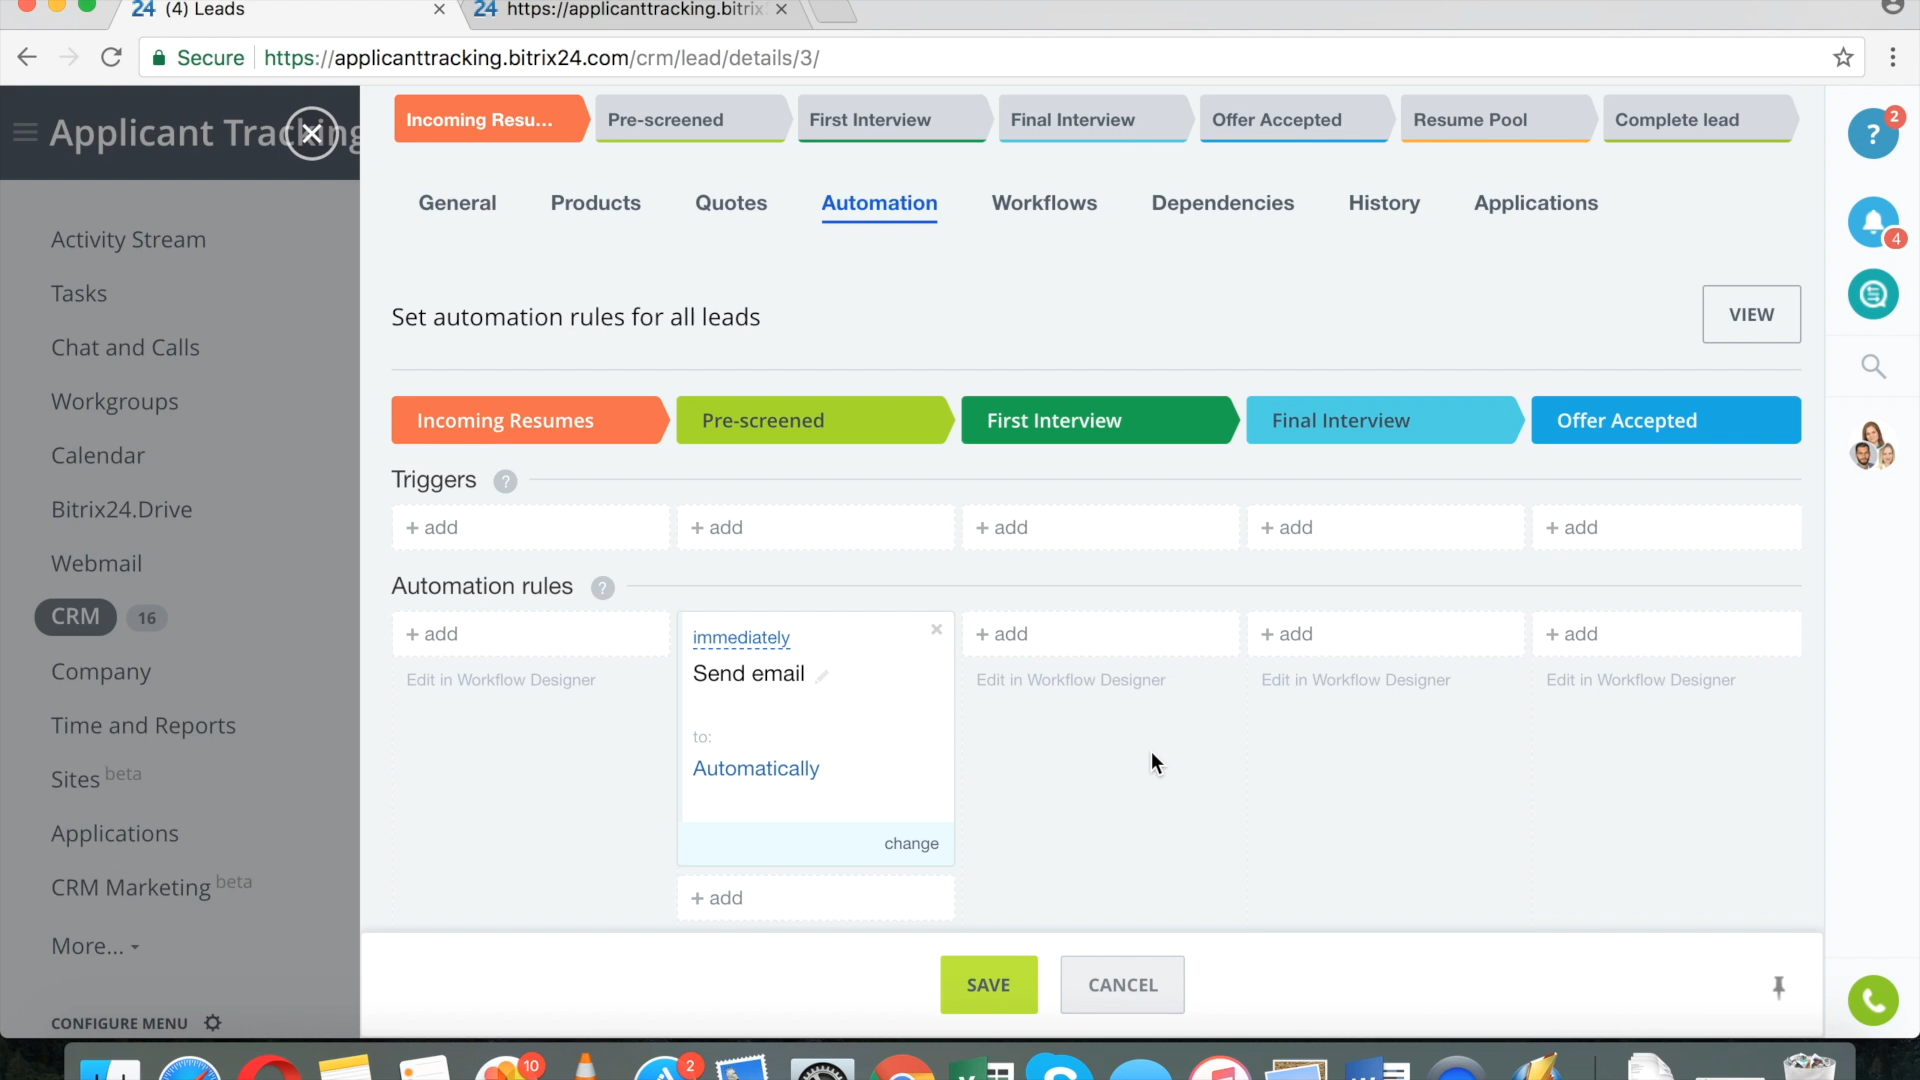 24 (4) Leads
24 https://applicanttracking.bitrix
Secure https://applicanttracking.bitrix24.com/crm/lead/details/3/
Applicant Tracking
Incoming Resu... Pre-screened First Interview Final Interview Offer Accepted Resume Pool Complete lead
? 2
General Products Quotes Automation Workflows Dependencies History Applications
4
Activity Stream
Tasks
Chat and Calls
Workgroups
Calendar
Bitrix24.Drive
Webmail
CRM 16
Company
Time and Reports
Sites beta
Applications
CRM Marketing beta
More...
CONFIGURE MENU
Set automation rules for all leads
VIEW
Incoming Resumes Pre-screened First Interview Final Interview Offer Accepted
Triggers ?
+ add + add + add + add + add
Automation rules ?
+ add immediately + add + add + add
Send email
Edit in Workflow Designer Edit in Workflow Designer Edit in Workflow Designer Edit in Workflow Designer
to:
Automatically
change
+ add
SAVE CANCEL
10 2